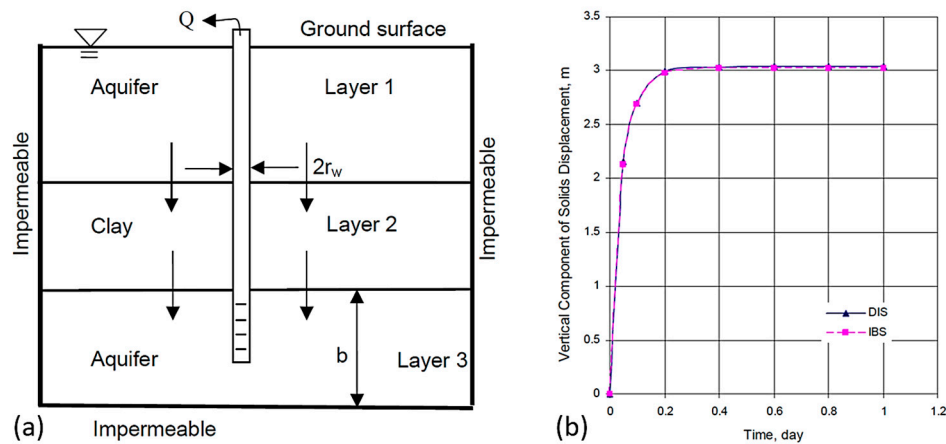 Q
Ground surface
Aquifer
Layer 1
Impermeable
2rw
Impermeable
Clay
Layer 2
b
Aquifer
Layer 3
(a)
Impermeable
Vertical Component of Solids Displacement, m
3.5
3
2.5
2
1.5
1
0.5
0
DIS
IBS
0 0.2 0.4 0.6 0.8 1 1.2
Time, day
(b)